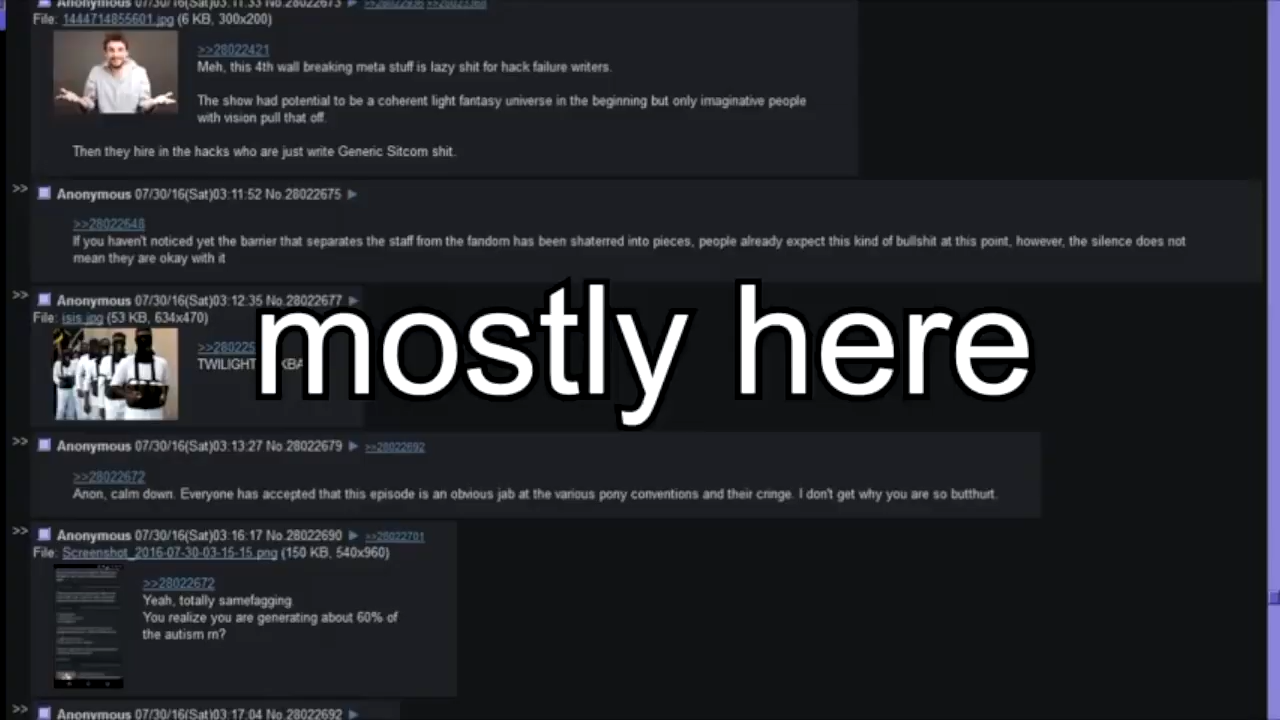 Anonymous 07/30/16(Sat)03:11:33 No.28022673 ▶ >>28022936 >>28023368
File: 1444714855601.jpg (6 KB, 300x200)
>>28022421
Meh, this 4th wall breaking meta stuff is lazy shit for hack failure writers.
The show had potential to be a coherent light fantasy universe in the beginning but only imaginative people
with vision pull that off.
Then they hire in the hacks who are just write Generic Sitcom shit.
>> Anonymous 07/30/16(Sat)03:11:52 No.28022675 ▶
>>28022648
If you haven't noticed yet the barrier that separates the staff from the fandom has been shaterred into pieces, people already expect this kind of bullshit at this point, however, the silence does not
mean they are okay with it
>> Anonymous 07/30/16(Sat)03:12:35 No.28022677 ▶
File: isis.jpg (53 KB, 634x470)
TWILIGHT
mostly here
>> Anonymous 07/30/16(Sat)03:13:27 No.28022679 ▶ >>28022692
>>28022672
Anon, calm down. Everyone has accepted that this episode is an obvious jab at the various pony conventions and their cringe. I don't get why you are so butthurt.
>> Anonymous 07/30/16(Sat)03:16:17 No.28022690 ▶ >>28022701
File: Screenshot_2016-07-30-03-15-15.png (150 KB, 540x960)
>>28022672
Yeah, totally samefagging
You realize you are generating about 60% of
the autism rn?
>> Anonymous 07/30/16(Sat)03:17:04 No.28022692 ▶